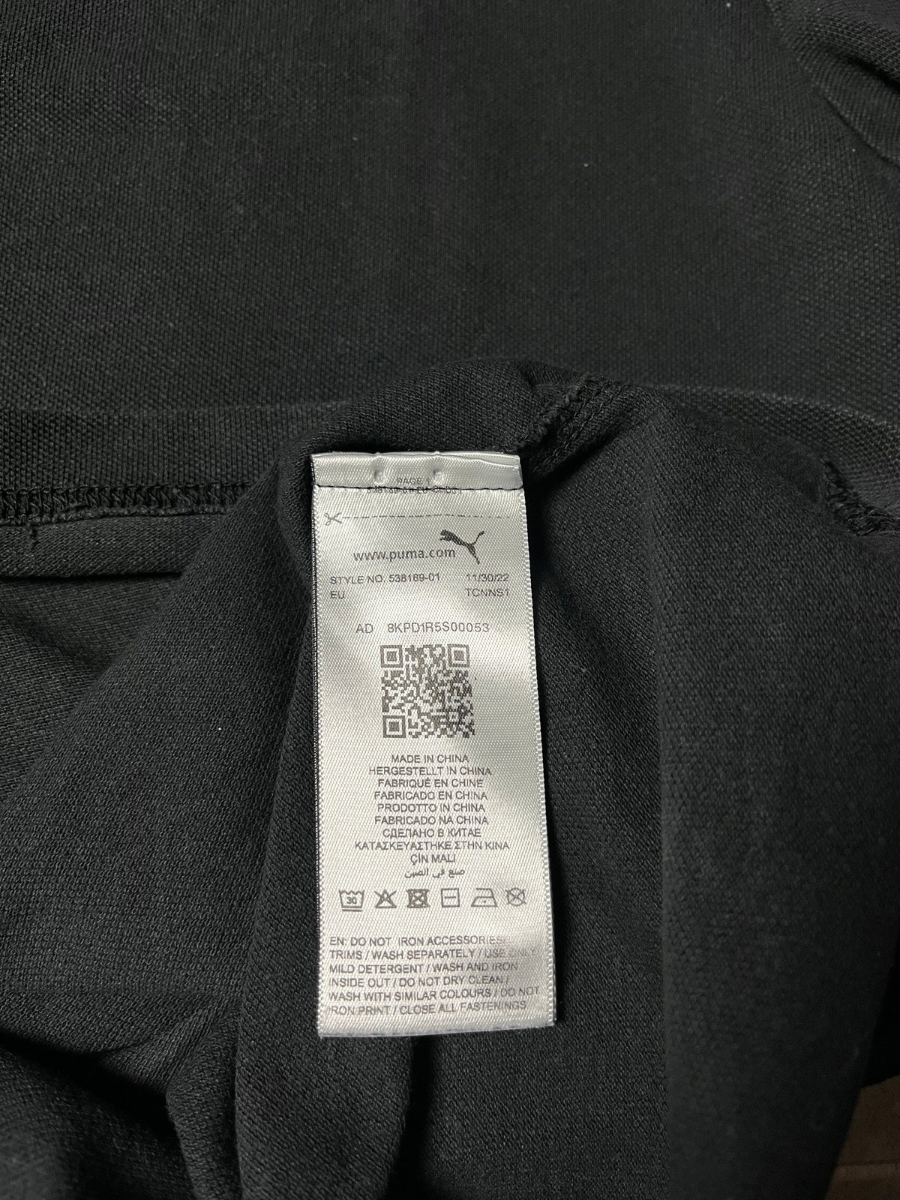 PAGE 1
www.puma.com
STYLE NO. 538169-01 11/30/22
EU TCNNS1
AD 8KPD1R5S00053
MADE IN CHINA
HERGESTELLT IN CHINA
FABRIQUÉ EN CHINE
FABRICADO EN CHINA
PRODOTTO IN CHINA
FABRICADO NA CHINA
СДЕЛАНО В КИТАЕ
ΚΑΤΑΣΚΕΥΑΣΤΗΚΕ ΣΤΗΝ ΚΙΝΑ
ÇİN MALI
صنع في الصين
30
EN: DO NOT IRON ACCESSORIES/
TRIMS / WASH SEPARATELY / USE ONLY
MILD DETERGENT / WASH AND IRON
INSIDE OUT / DO NOT DRY CLEAN /
WASH WITH SIMILAR COLOURS / DO NOT
IRON PRINT / CLOSE ALL FASTENINGS